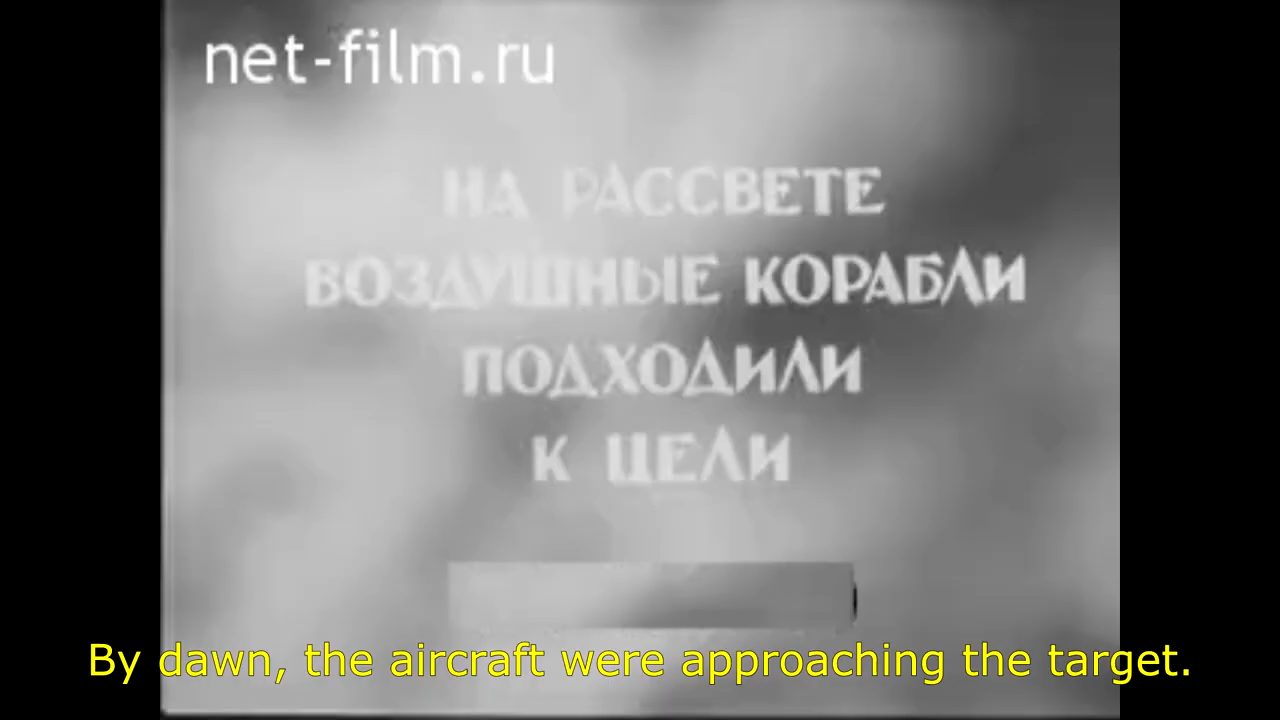 net-film.ru
НА РАССВЕТЕ
ВОЗДУШНЫЕ КОРАБЛИ
ПОДХОДИЛИ
К ЦЕЛИ
By dawn, the aircraft were approaching the target.